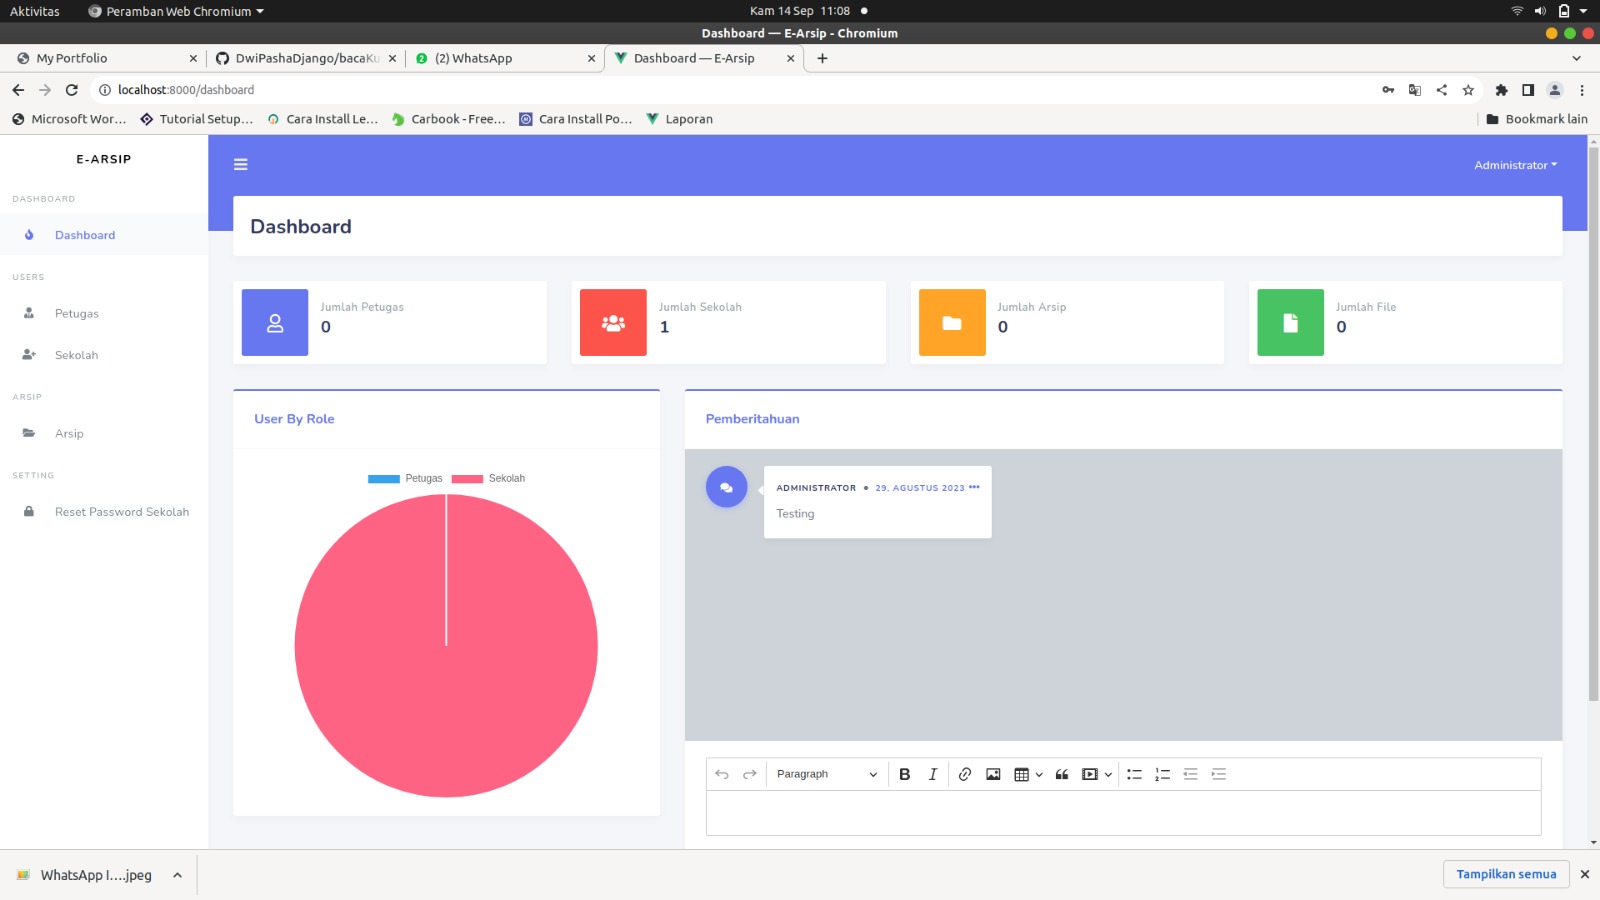 Aktivitas Peramban Web Chromium Kam 14 Sep 11:08
Dashboard — E-Arsip - Chromium
My Portfolio DwiPashaDjango/bacaKu (2) WhatsApp Dashboard — E-Arsip
localhost:8000/dashboard
Microsoft Wor... Tutorial Setup... Cara Install Le... Carbook - Free... Cara Install Po... Laporan Bookmark lain
E-ARSIP
Administrator
DASHBOARD
Dashboard
Dashboard
USERS
Petugas
Sekolah
ARSIP
Arsip
SETTING
Reset Password Sekolah
Jumlah Petugas
0
Jumlah Sekolah
1
Jumlah Arsip
0
Jumlah File
0
User By Role
Petugas Sekolah
Pemberitahuan
ADMINISTRATOR • 29, AGUSTUS 2023 •••
Testing
Paragraph B I
WhatsApp I....jpeg Tampilkan semua